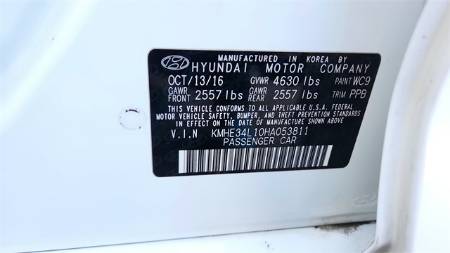 MANUFACTURED IN KOREA BY
HYUNDAI MOTOR COMPANY
OCT/13/16 GVWR 4630 lbs PAINT WC9
GAWR FRONT 2557 lbs GAWR REAR 2557 lbs TRIM PPB
THIS VEHICLE CONFORMS TO ALL APPLICABLE U.S.A. FEDERAL
MOTOR VEHICLE SAFETY, BUMPER, AND THEFT PREVENTION
STANDARDS IN EFFECT ON THE DATE OF MANUFACTURE SHOWN ABOVE.
V.I.N KMHE34L10HA053811
PASSENGER CAR